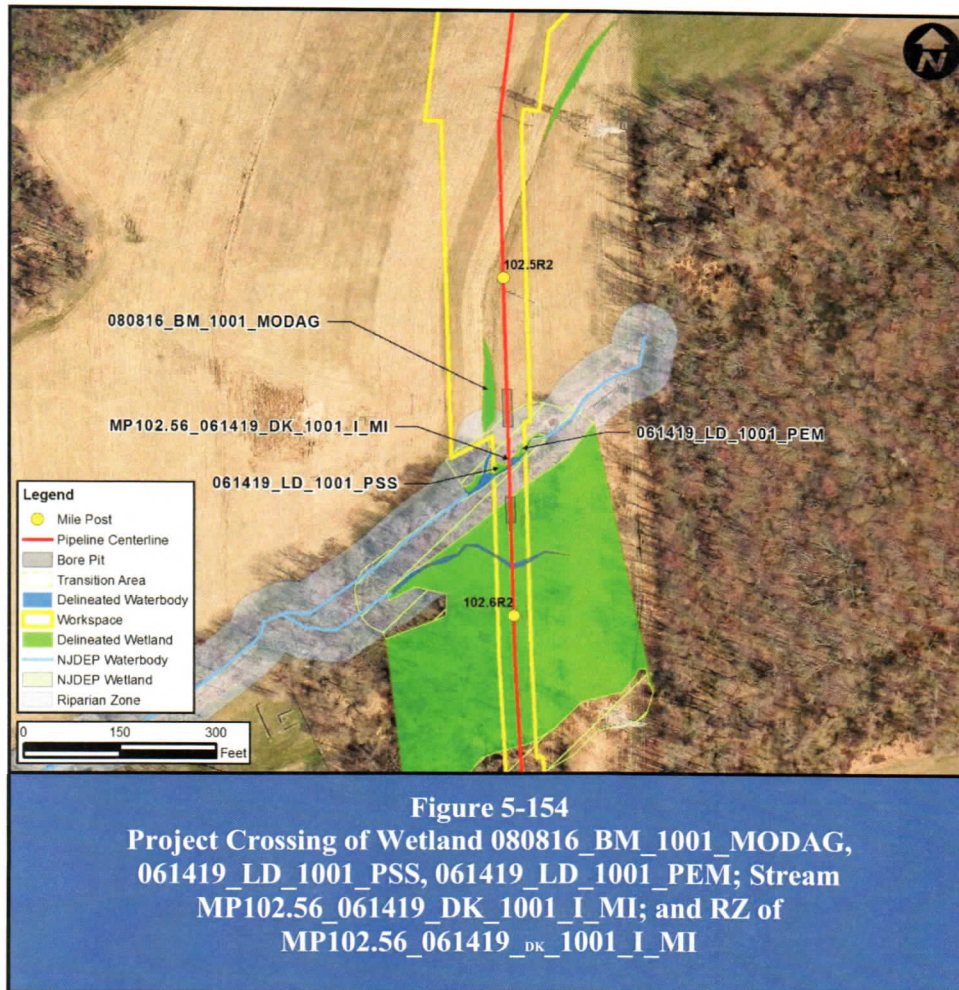 N
102.5R2
080816_BM_1001_MODAG
MP102.56_061419_DK_1001_I_MI
061419_LD_1001_PEM
061419_LD_1001_PSS
102.6R2
Legend
Mile Post
Pipeline Centerline
Bore Pit
Transition Area
Delineated Waterbody
Workspace
Delineated Wetland
NJDEP Waterbody
NJDEP Wetland
Riparian Zone
0 150 300
Feet
Figure 5-154
Project Crossing of Wetland 080816_BM_1001_MODAG,
061419_LD_1001_PSS, 061419_LD_1001_PEM; Stream
MP102.56_061419_DK_1001_I_MI; and RZ of
MP102.56_061419_DK_1001_I_MI